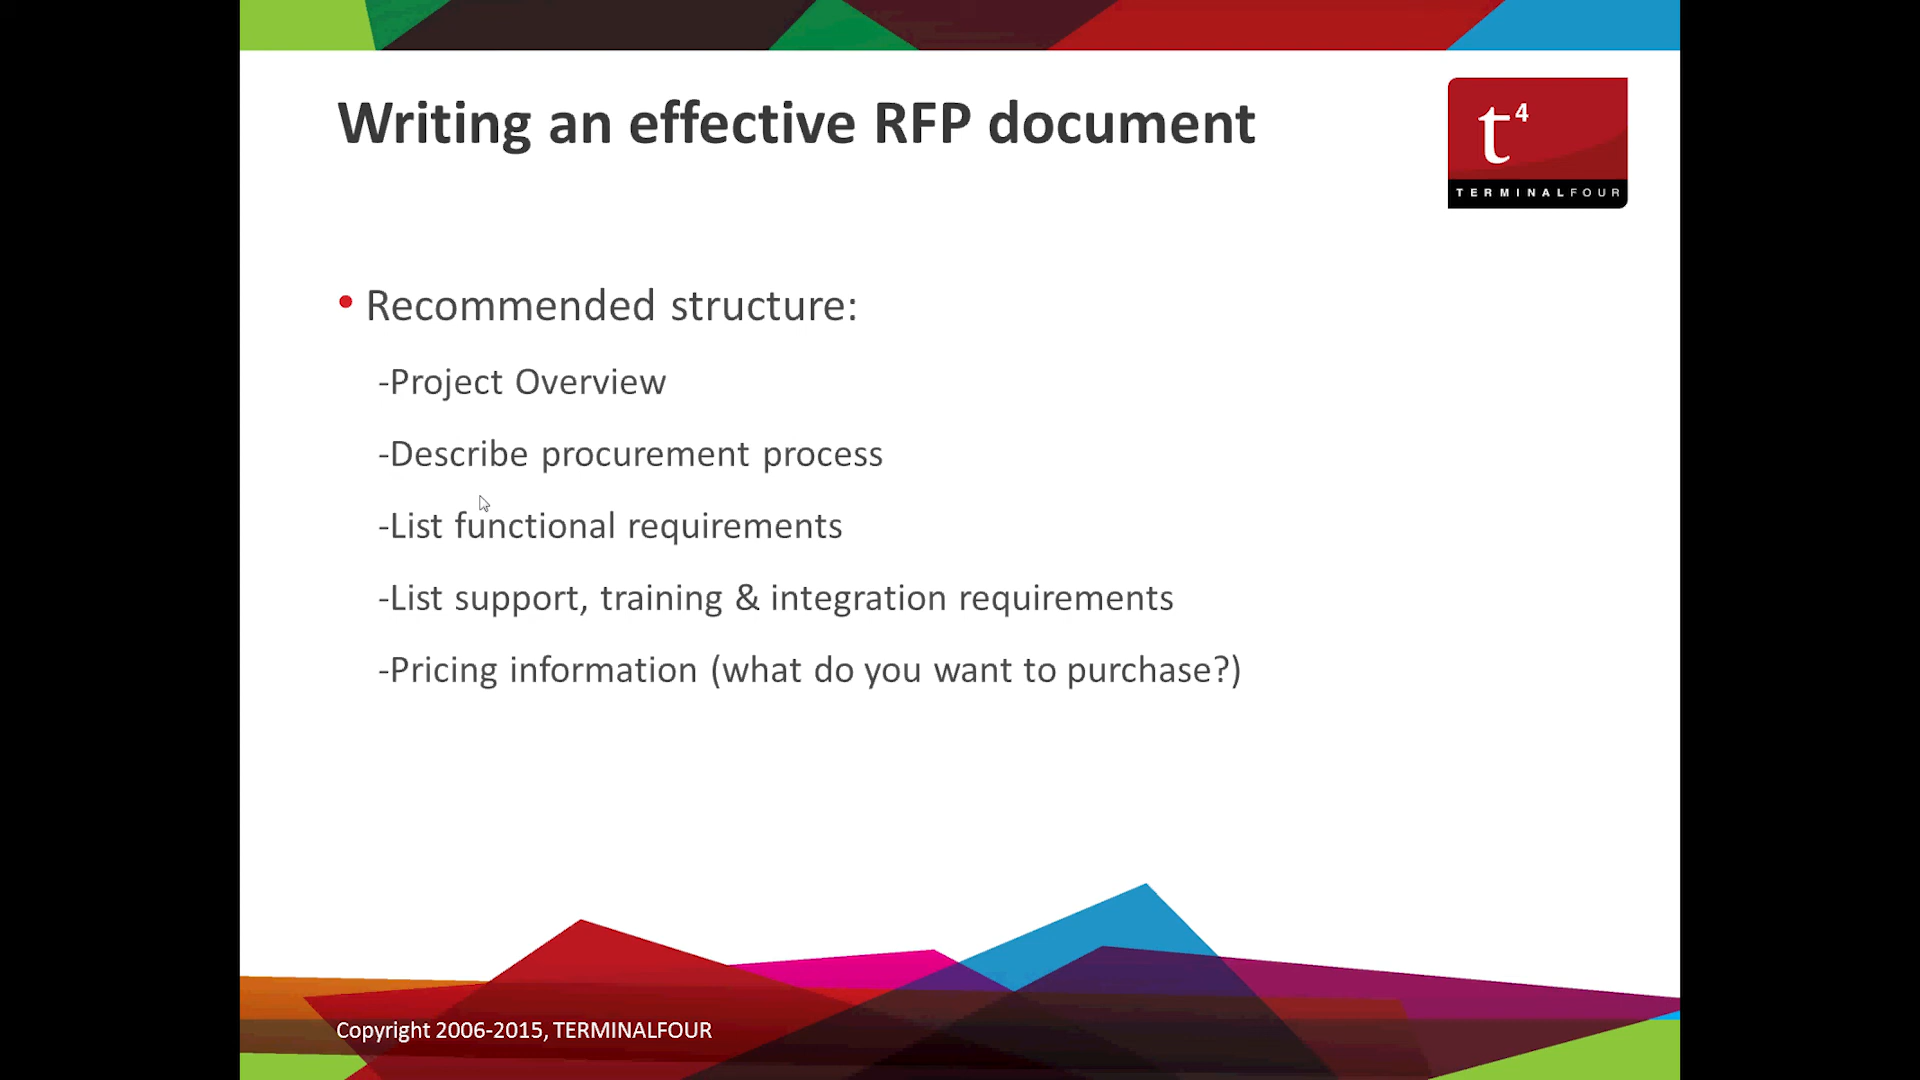 Writing an effective RFP document
t4
TERMINALFOUR
• Recommended structure:
-Project Overview
-Describe procurement process
-List functional requirements
-List support, training & integration requirements
-Pricing information (what do you want to purchase?)
Copyright 2006-2015, TERMINALFOUR